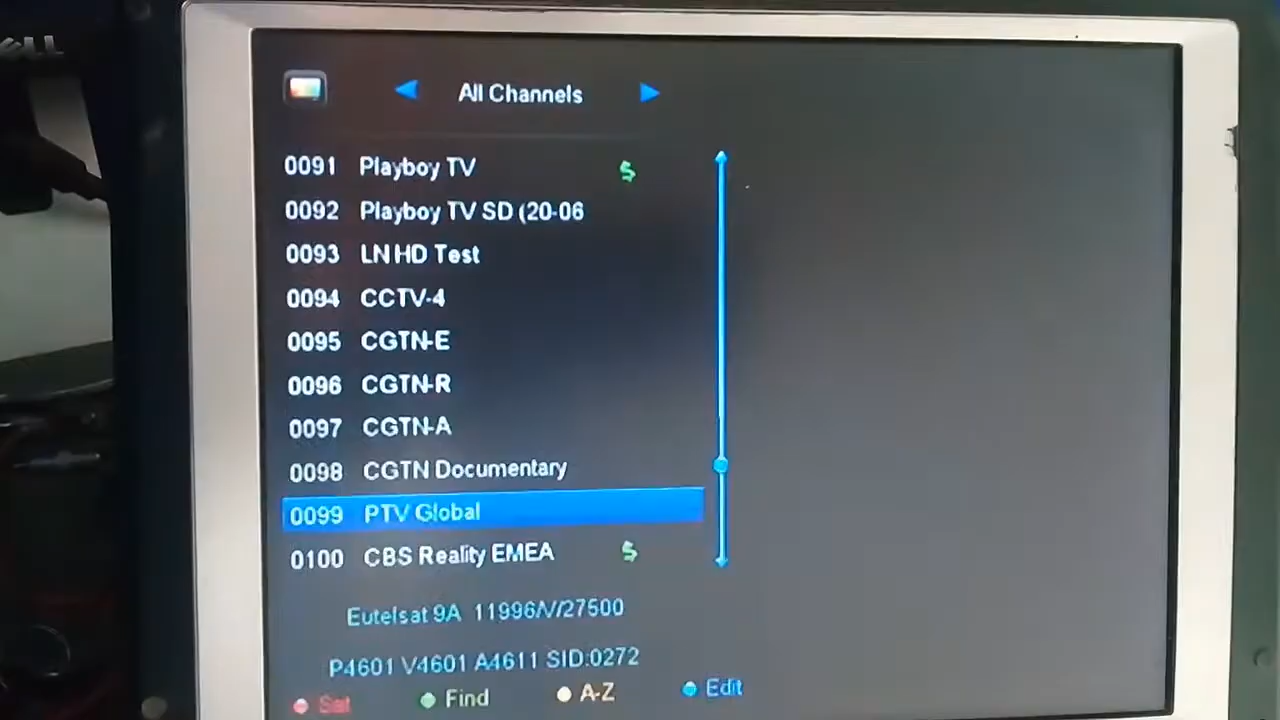 All Channels
0091 Playboy TV $
0092 Playboy TV SD (20-06
0093 LN HD Test
0094 CCTV-4
0095 CGTN-E
0096 CGTN-R
0097 CGTN-A
0098 CGTN Documentary
0099 PTV Global
0100 CBS Reality EMEA $
Eutelsat 9A 11996/V/27500
P4601 V4601 A4611 SID:0272
Sat Find A-Z Edit